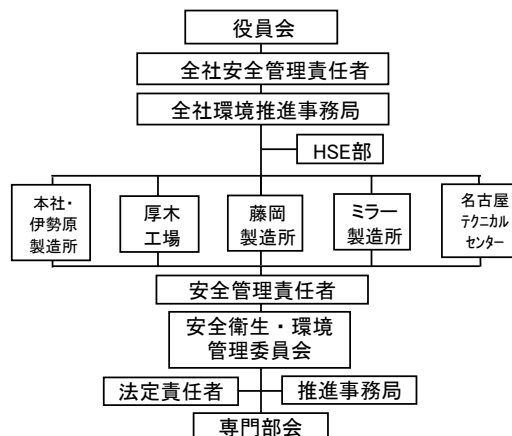 役員会
全社安全管理責任者
全社環境推進事務局
HSE部
本社・
伊勢原
製造所
厚木
工場
藤岡
製造所
ミラー
製造所
名古屋
テクニカル
センター
安全管理責任者
安全衛生・環境
管理委員会
法定責任者
推進事務局
専門部会